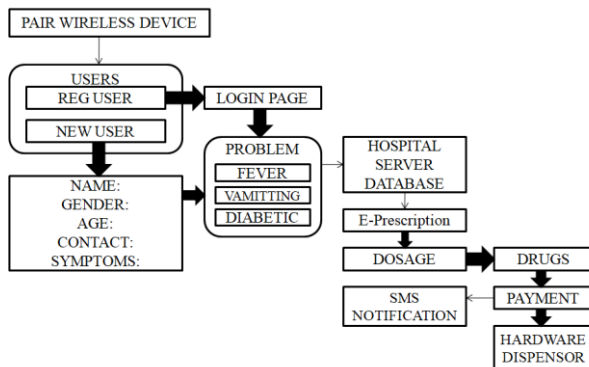 PAIR WIRELESS DEVICE
USERS
REG USER
NEW USER
LOGIN PAGE
NAME:
GENDER:
AGE:
CONTACT:
SYMPTOMS:
PROBLEM
FEVER
VAMITTING
DIABETIC
HOSPITAL
SERVER
DATABASE
E-Prescription
DOSAGE
DRUGS
PAYMENT
SMS
NOTIFICATION
HARDWARE
DISPENSOR